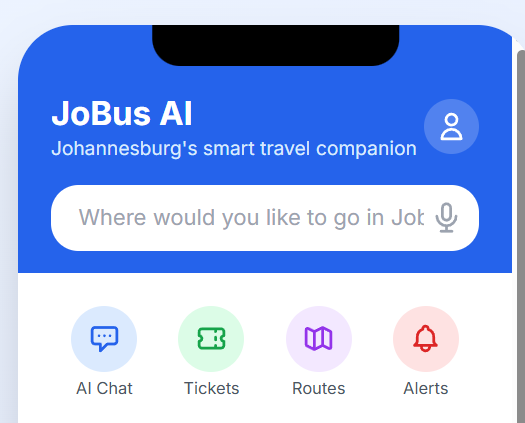 JoBus AI
Johannesburg's smart travel companion
Where would you like to go in Job
AI Chat
Tickets
Routes
Alerts